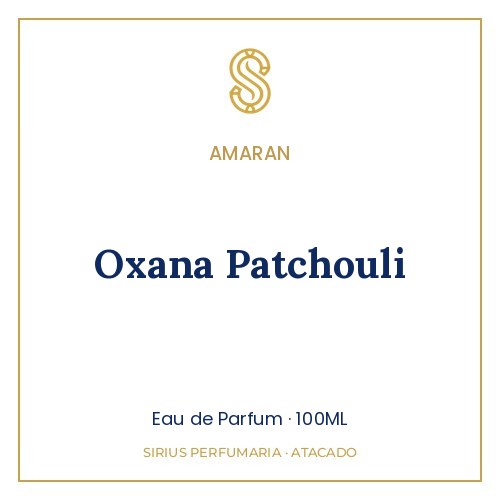 AMARAN
Oxana Patchouli
Eau de Parfum · 100ML
SIRIUS PERFUMARIA · ATACADO